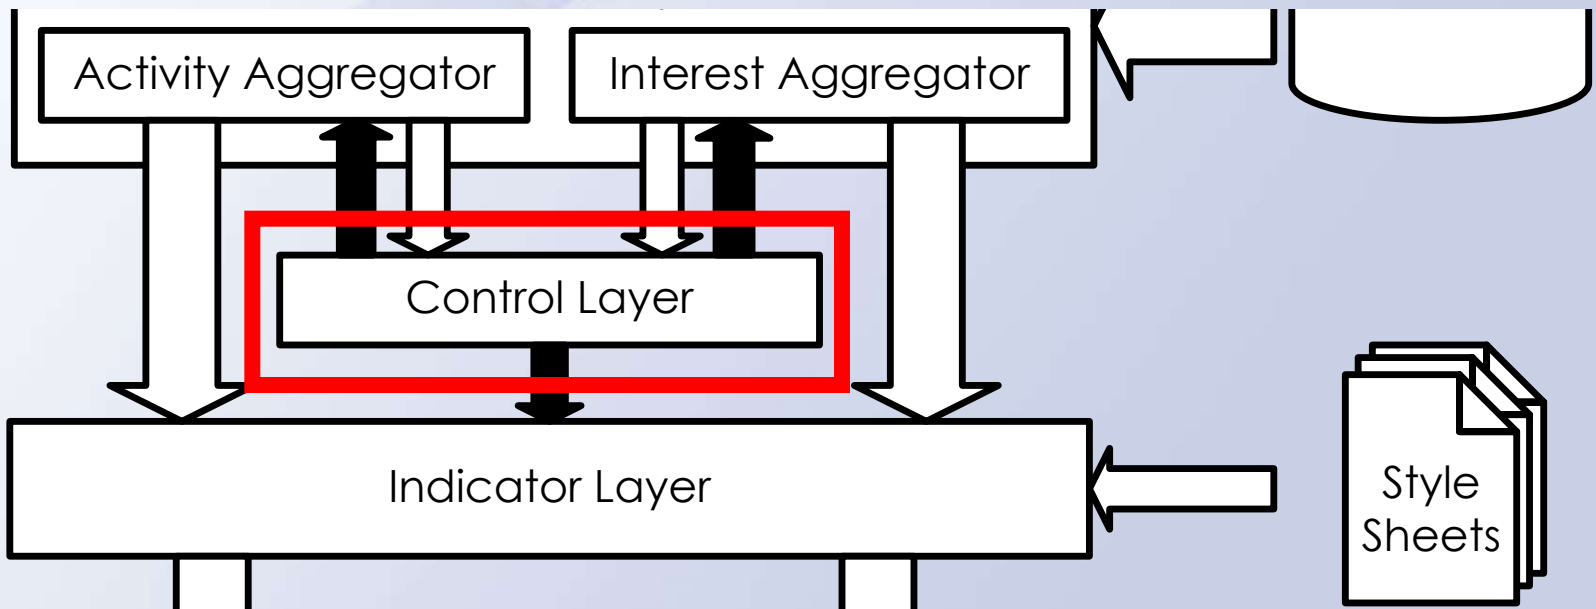 Activity Aggregator
Interest Aggregator
Control Layer
Indicator Layer
Style
Sheets